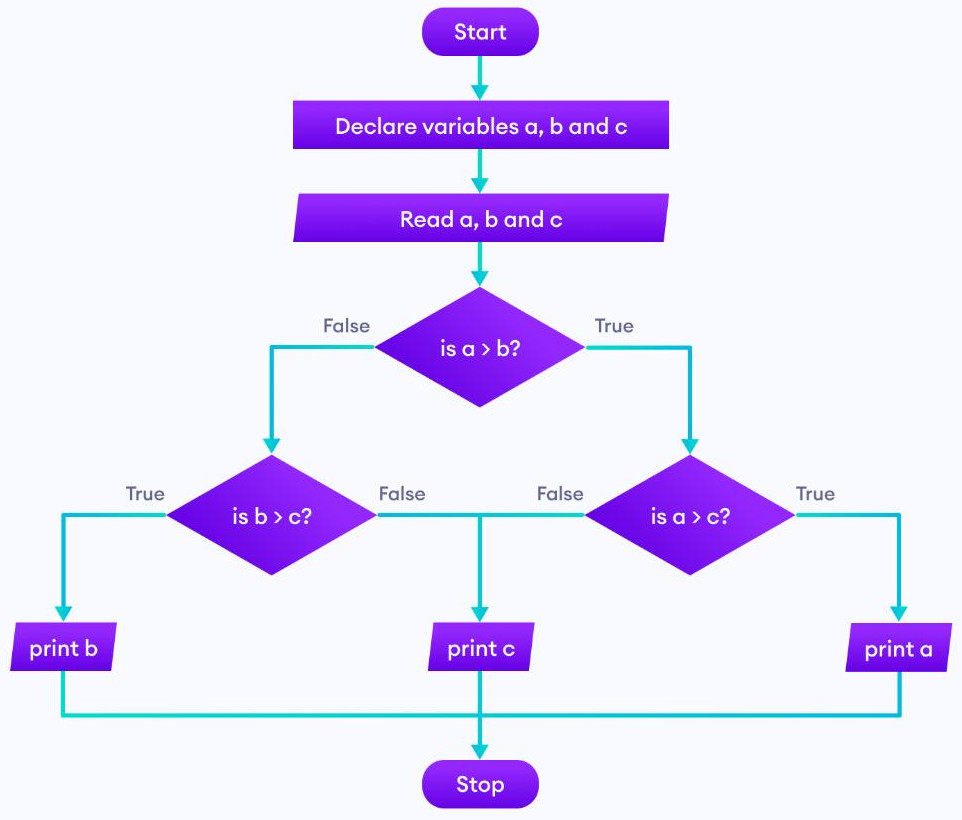 Start
Declare variables a, b and c
Read a, b and c
False
True
is a > b?
True
False
False
True
is b > c?
is a > c?
print b
print c
print a
Stop